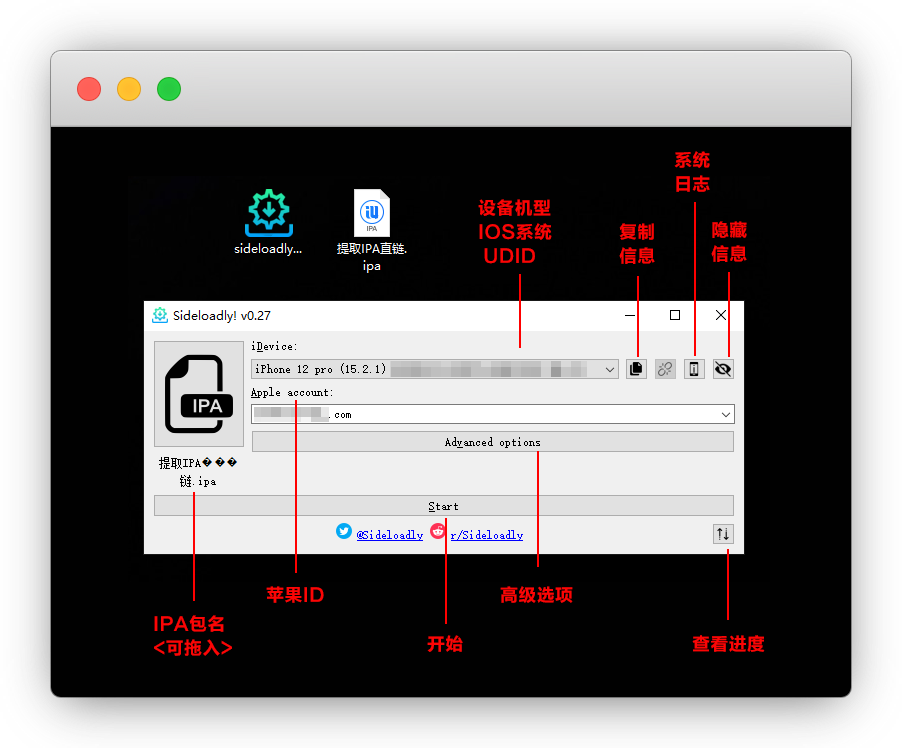 系统
日志
设备机型
IOS系统
UDID
复制
信息
隐藏
信息
sideloadly...
IPA
提取IPA直链.
ipa
Sideloadly! v0.27
iDevice:
iPhone 12 pro (15.2.1)
IPA
Apple account:
.com
Advanced options
提取IPA���
链.ipa
Start
@Sideloadly r/Sideloadly
苹果ID
高级选项
IPA包名
<可拖入>
开始
查看进度